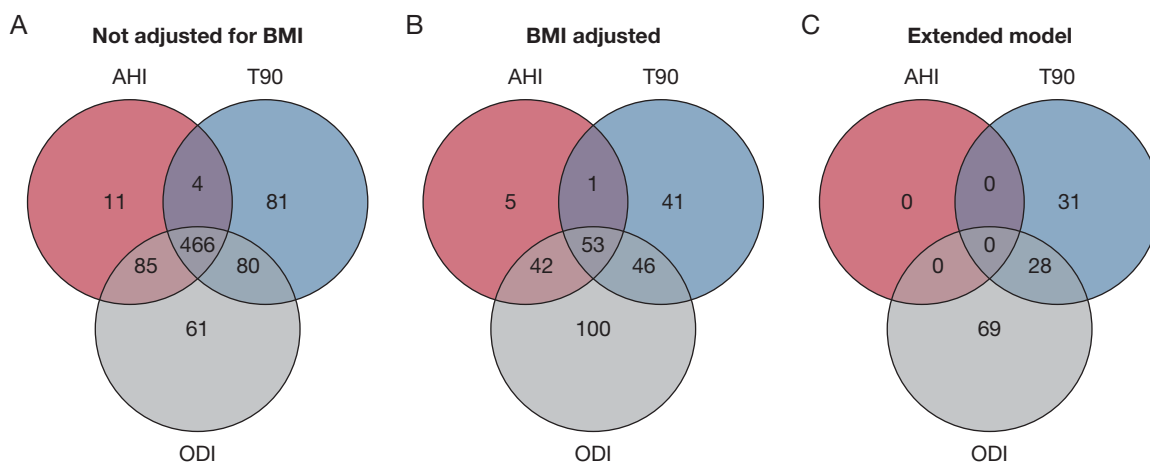 A
Not adjusted for BMI
AHI
T90
11
4
81
466
85
80
61
ODI
B
BMI adjusted
AHI
T90
5
1
41
53
42
46
100
ODI
C
Extended model
AHI
T90
0
0
31
0
0
28
69
ODI